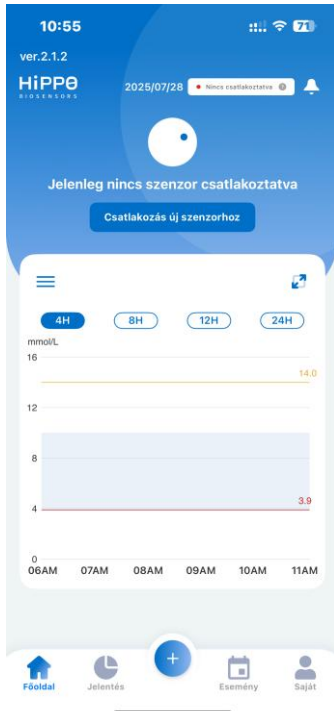 10:55
71
ver.2.1.2
HiPPO
BIOSENSORS
2025/07/28
Nincs csatlakoztatva
Jelenleg nincs szenzor csatlakoztatva
Csatlakozás új szenzorhoz
4H 8H 12H 24H
mmol/L
16
14.0
12
8
3.9
4
0
06AM 07AM 08AM 09AM 10AM 11AM
+
Főoldal Jelentés Esemény Saját